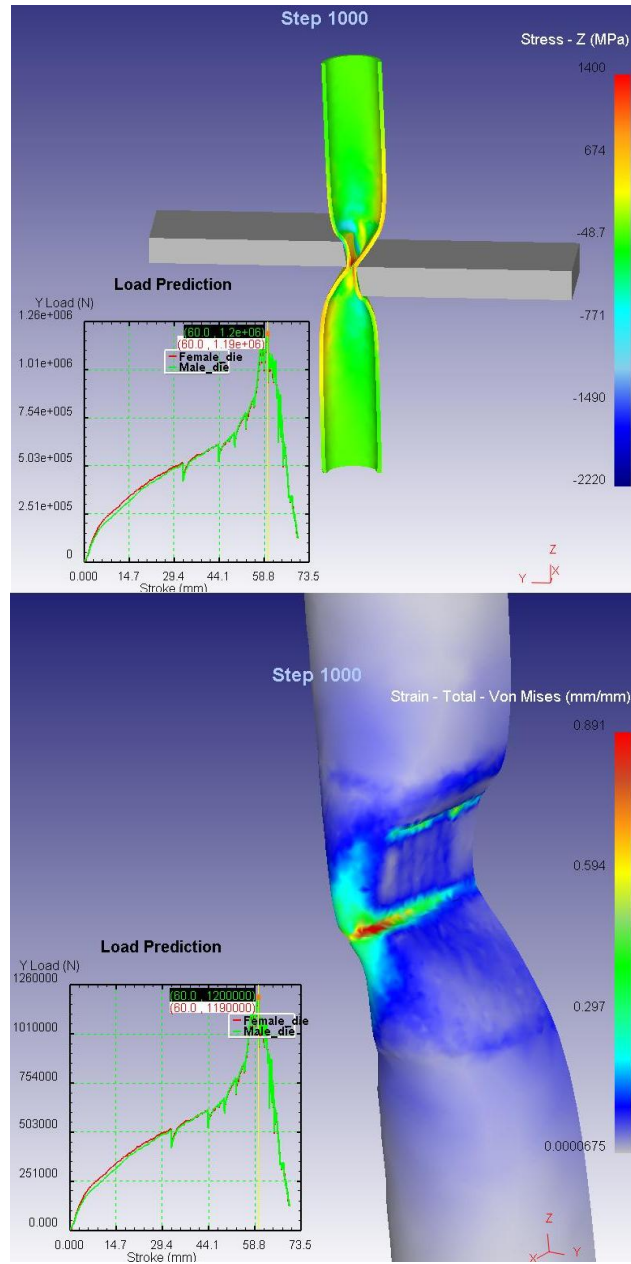 Step 1000
Stress - Z (MPa)
1400
674
-48.7
-771
-1490
-2220
Load Prediction
Y Load (N)
1.26e+006
1.01e+006
7.54e+005
5.03e+005
2.51e+005
0
(60.0 , 1.2e+06)
(60.0 , 1.19e+06)
Female_die
Male_die
0.000 14.7 29.4 44.1 58.8 73.5
Stroke (mm)
Z
X
Y
Step 1000
Strain - Total - Von Mises (mm/mm)
0.891
0.594
0.297
0.0000675
Load Prediction
Y Load (N)
1260000
1010000
754000
503000
251000
0.000
(60.0 , 1200000)
(60.0 , 1190000)
Female_die
Male_die
0.000 14.7 29.4 44.1 58.8 73.5
Stroke (mm)
Z
X
Y